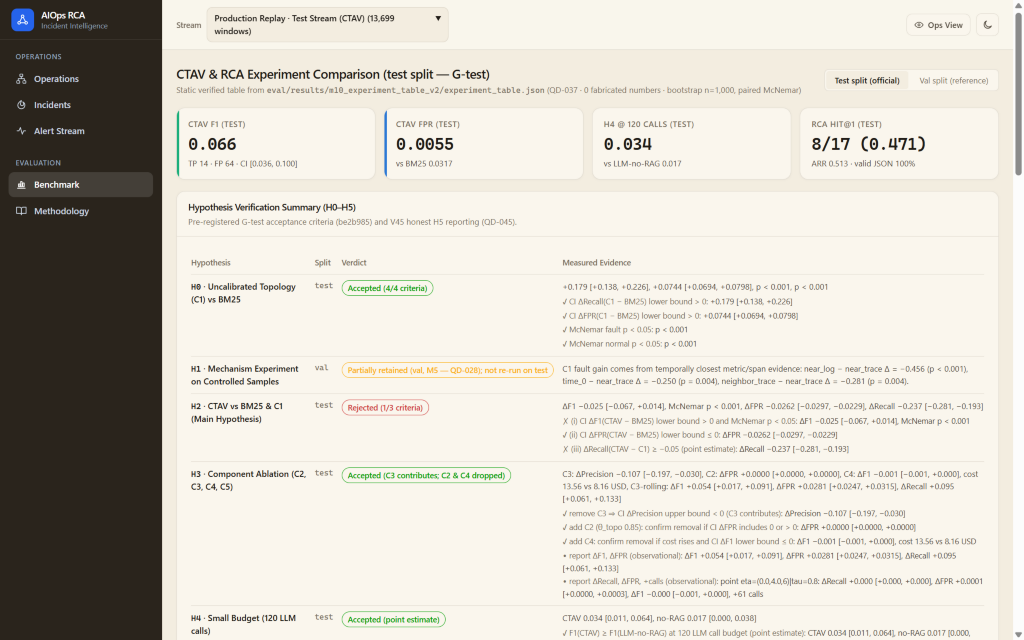 AIOps RCA
Incident Intelligence
OPERATIONS
Operations
Incidents
Alert Stream
EVALUATION
Benchmark
Methodology
Stream
Production Replay · Test Stream (CTAV) (13,699
windows)
▼
Ops View
CTAV & RCA Experiment Comparison (test split — G-test)
Static verified table from eval/results/m10_experiment_table_v2/experiment_table.json (QD-037 · 0 fabricated numbers · bootstrap n=1,000, paired McNemar)
Test split (official)
Val split (reference)
CTAV F1 (TEST)
0.066
TP 14 · FP 64 · CI [0.036, 0.100]
CTAV FPR (TEST)
0.0055
vs BM25 0.0317
H4 @ 120 CALLS (TEST)
0.034
vs LLM-no-RAG 0.017
RCA HIT@1 (TEST)
8/17 (0.471)
ARR 0.513 · valid JSON 100%
Hypothesis Verification Summary (H0–H5)
Pre-registered G-test acceptance criteria (be2b985) and V45 honest H5 reporting (QD-045).
Hypothesis Split Verdict Measured Evidence
H0 · Uncalibrated Topology
(C1) vs BM25
test
Accepted (4/4 criteria)
+0.179 [+0.138, +0.226], +0.0744 [+0.0694, +0.0798], p < 0.001, p < 0.001
✓ CI ΔRecall(C1 − BM25) lower bound > 0: +0.179 [+0.138, +0.226]
✓ CI ΔFPR(C1 − BM25) lower bound > 0: +0.0744 [+0.0694, +0.0798]
✓ McNemar fault p < 0.05: p < 0.001
✓ McNemar normal p < 0.05: p < 0.001
H1 · Mechanism Experiment
on Controlled Samples
val
Partially retained (val, MS — QD-028); not re-run on test
C1 fault gain comes from temporally closest metric/span evidence: near_log − near_trace Δ = −0.456 (p < 0.001),
time_0 − near_trace Δ = −0.250 (p = 0.004), neighbor_trace − near_trace Δ = −0.281 (p = 0.004).
H2 · CTAV vs BM25 & C1
(Main Hypothesis)
test
Rejected (1/3 criteria)
ΔF1 −0.025 [−0.067, +0.014], McNemar p < 0.001, ΔFPR −0.0262 [−0.0297, −0.0229], ΔRecall −0.237 [−0.281, −0.193]
✗ (i) CI ΔF1(CTAV − BM25) lower bound > 0 and McNemar p < 0.05: ΔF1 −0.025 [−0.067, +0.014], McNemar p < 0.001
✓ (ii) CI ΔFPR(CTAV − BM25) lower bound ≤ 0: ΔFPR −0.0262 [−0.0297, −0.0229]
✗ (iii) ΔRecall(CTAV − C1) ≥ −0.05 (point estimate): ΔRecall −0.237 [−0.281, −0.193]
H3 · Component Ablation (C2,
C3, C4, C5)
test
Accepted (C3 contributes; C2 & C4 dropped)
C3: ΔPrecision −0.107 [−0.197, −0.030], C2: ΔFPR +0.0000 [+0.0000, +0.0000], C4: ΔF1 −0.001 [−0.001, +0.000], cost
13.56 vs 8.16 USD, C3-rolling: ΔF1 +0.054 [+0.017, +0.091], ΔFPR +0.0281 [+0.0247, +0.0315], ΔRecall +0.095
[+0.061, +0.133]
✓ remove C3 ⇒ CI ΔPrecision upper bound < 0 (C3 contributes): ΔPrecision −0.107 [−0.197, −0.030]
✓ add C2 (θ_topo 0.85): confirm removal if CI ΔFPR includes 0 or > 0: ΔFPR +0.0000 [+0.0000, +0.0000]
✓ add C4: confirm removal if cost rises and CI ΔF1 lower bound ≤ 0: ΔF1 −0.001 [−0.001, +0.000], cost 13.56 vs 8.16 USD
• report ΔF1, ΔFPR (observational): ΔF1 +0.054 [+0.017, +0.091], ΔFPR +0.0281 [+0.0247, +0.0315], ΔRecall +0.095
[+0.061, +0.133]
• report ΔRecall, ΔFPR, +calls (observational): point eta=(0.0,4.0,6)|tau=0.8: ΔRecall +0.000 [+0.000, +0.000], ΔFPR +0.0001
[+0.0000, +0.0003], ΔF1 −0.000 [−0.001, +0.000], +61 calls
H4 · Small Budget (120 LLM
calls)
test
Accepted (point estimate)
CTAV 0.034 [0.011, 0.064], no-RAG 0.017 [0.000, 0.038]
✓ F1(CTAV) ≥ F1(LLM-no-RAG) at 120 LLM call budget (point estimate): CTAV 0.034 [0.011, 0.064], no-RAG 0.017 [0.000,